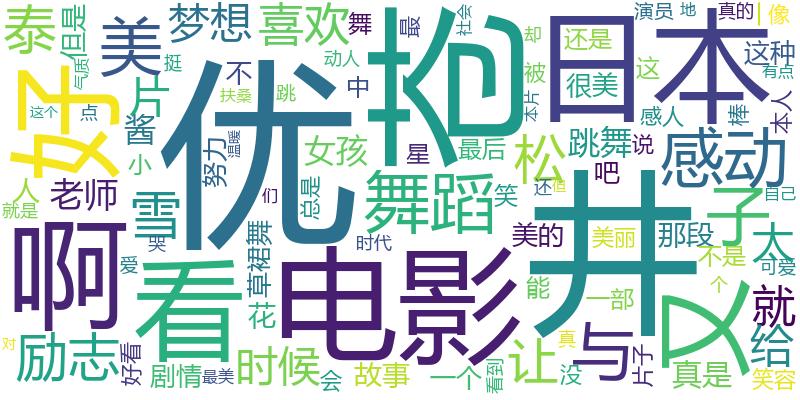 泰
但是
美
梦想
喜欢
舞
最
抢
社会
日本
演员
地
真的
像
还是
却
这种
有点
好
气质
挺
片
优
不
动人
中
被
很美
这
本人
这个
点
酱
扶桑
跳
本片
感人
棒
小
努力
温暖
女孩
星
最后
松
跳舞
说
感动
人
老师
雪
们
总是
舞蹈
笑
还
宿
吧
子
自己
就是
啊
爱
哭
草裙舞
时代
井
美的
美丽
那段
不是
太
可爱
看
电影
花
能
一部
又
个
就
对
励志
好看
剧情
最美
时候
会
故事
一个
看到
让
没
真
与
片子
真是
给
笑容